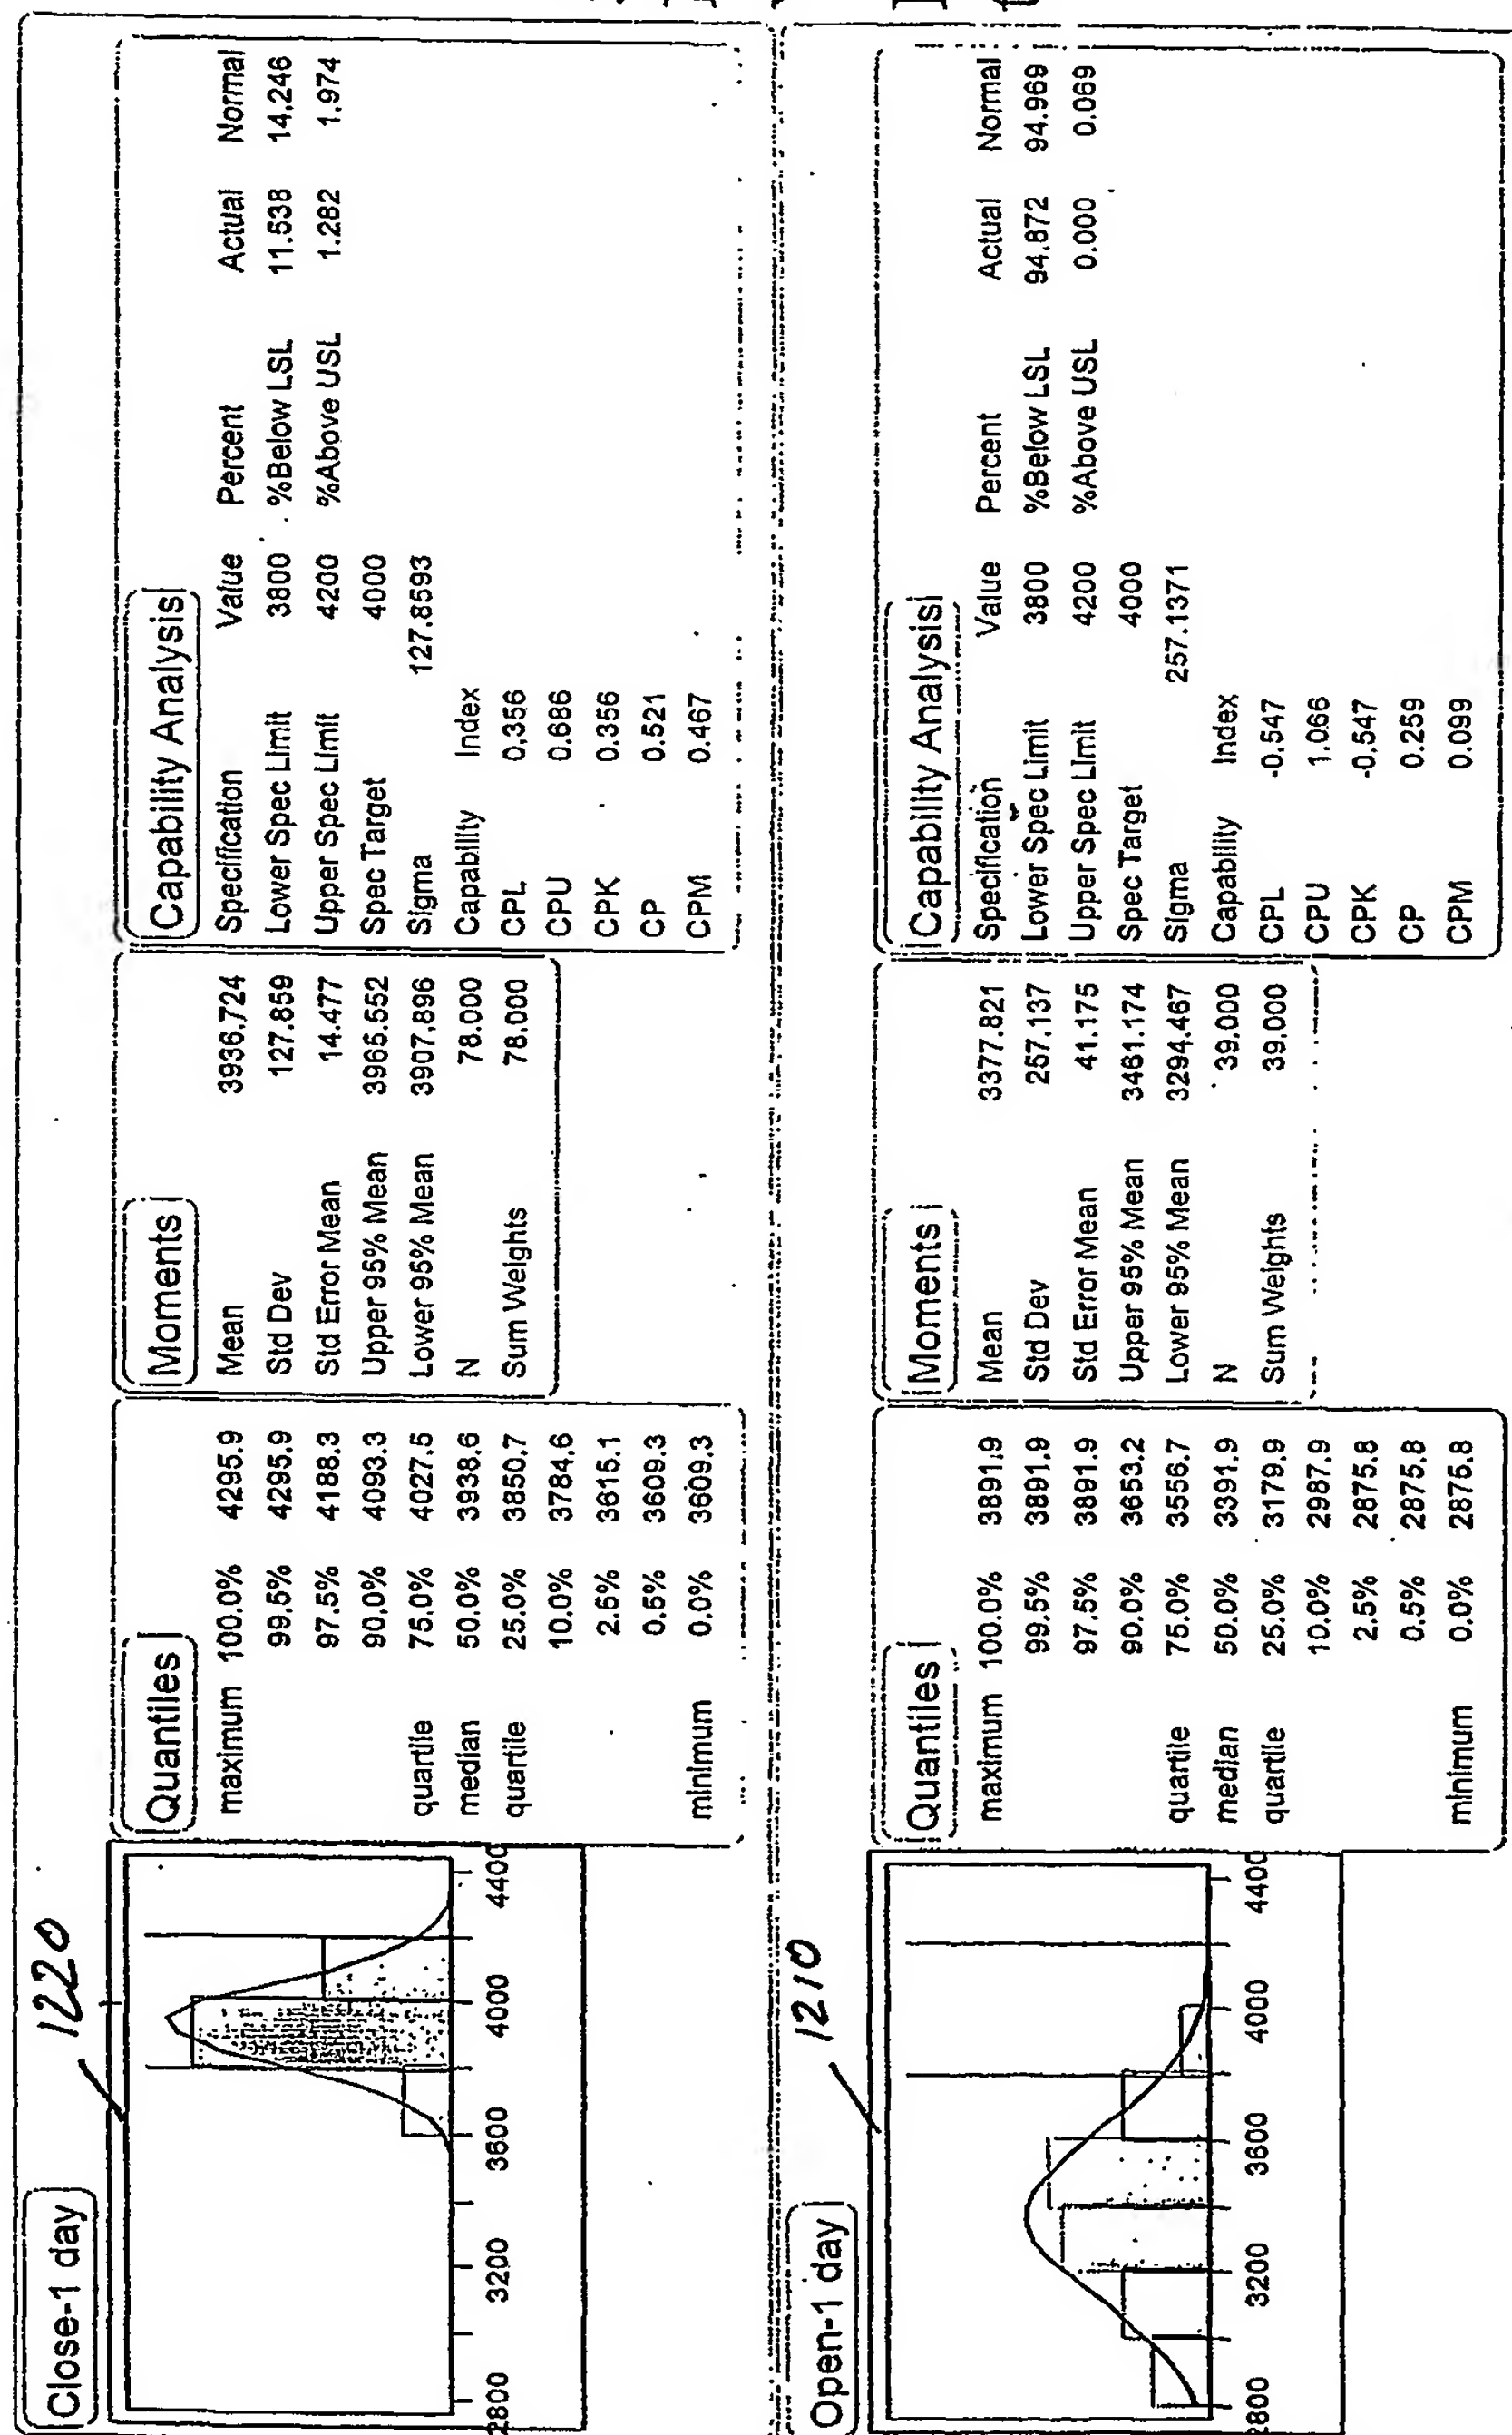 Close-1 day
1220
2800 3200 3600 4000 4400
Quantiles
maximum 100.0% 4295.9
99.5% 4295.9
97.5% 4188.3
90.0% 4093.3
quartile 75.0% 4027.5
median 50.0% 3938.6
quartile 25.0% 3850.7
10.0% 3784.6
2.5% 3615.1
0.5% 3609.3
minimum 0.0% 3609.3
Moments
Mean 3936.724
Std Dev 127.859
Std Error Mean 14.477
Upper 95% Mean 3965.552
Lower 95% Mean 3907.896
N 78.000
Sum Weights 78.000
Capability Analysis
Specification Value Percent Actual Normal
Lower Spec Limit 3800 %Below LSL 11.538 14.246
Upper Spec Limit 4200 %Above USL 1.282 1.974
Spec Target 4000
Sigma 127.8593
Capability Index
CPL 0.356
CPU 0.686
CPK 0.356
CP 0.521
CPM 0.467
Open-1 day
1210
2800 3200 3600 4000 4400
Quantiles
maximum 100.0% 3891.9
99.5% 3891.9
97.5% 3891.9
90.0% 3653.2
quartile 75.0% 3556.7
median 50.0% 3391.9
quartile 25.0% 3179.9
10.0% 2987.9
2.5% 2875.8
0.5% 2875.8
minimum 0.0% 2875.8
Moments
Mean 3377.821
Std Dev 257.137
Std Error Mean 41.175
Upper 95% Mean 3461.174
Lower 95% Mean 3294.467
N 39.000
Sum Weights 39.000
Capability Analysis
Specification Value Percent Actual Normal
Lower Spec Limit 3800 %Below LSL 94.872 94.969
Upper Spec Limit 4200 %Above USL 0.000 0.069
Spec Target 4000
Sigma 257.1371
Capability Index
CPL -0.547
CPU 1.066
CPK -0.547
CP 0.259
CPM 0.099